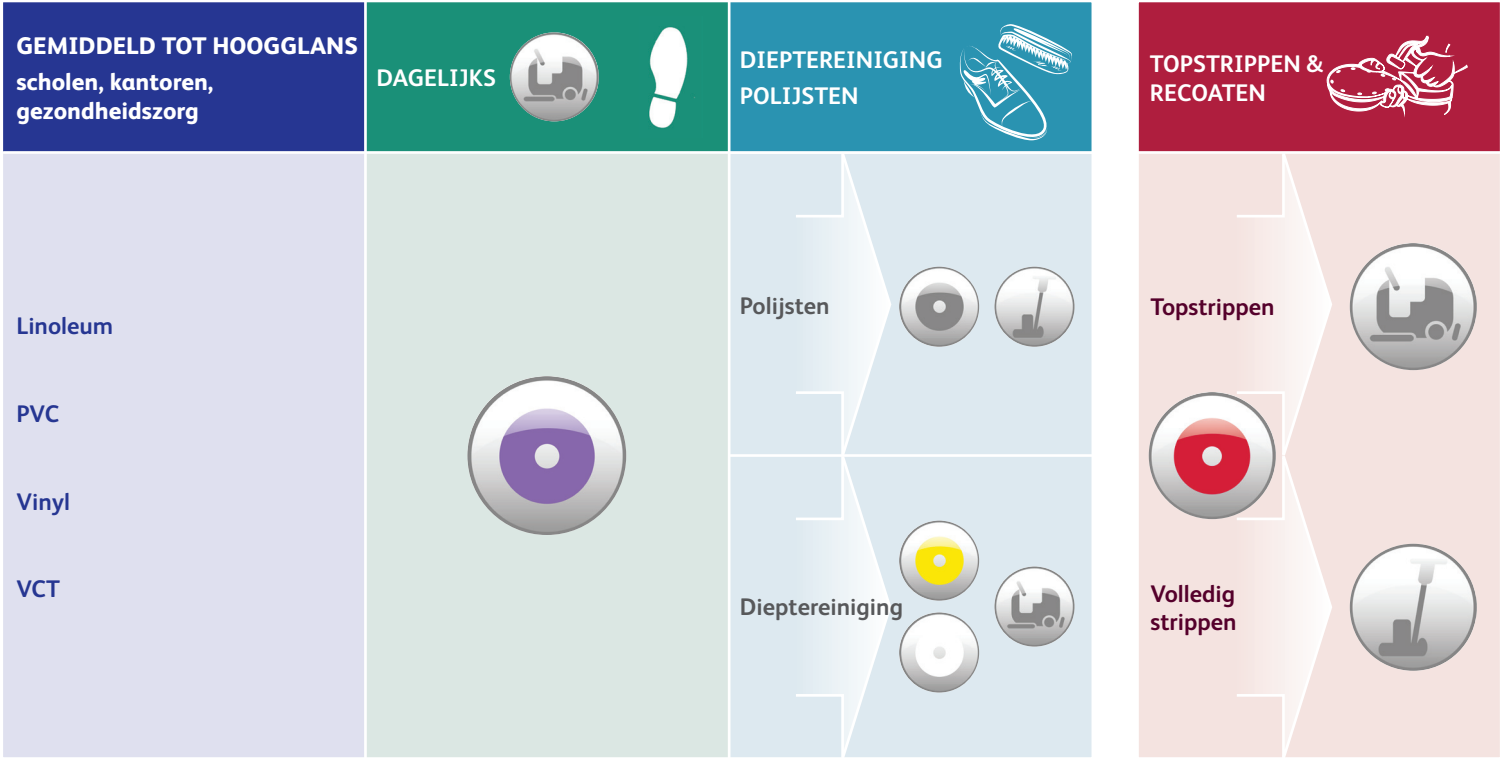 GEMIDDELD TOT HOOGGLANS
scholen, kantoren,
gezondheidszorg
DAGELIJKS
DIEPTEREINIGING
POLIJSTEN
TOPSTRIPPEN &
RECOATEN
Linoleum
PVC
Vinyl
VCT
Polijsten
Dieptereiniging
Topstrippen
Volledig
strippen